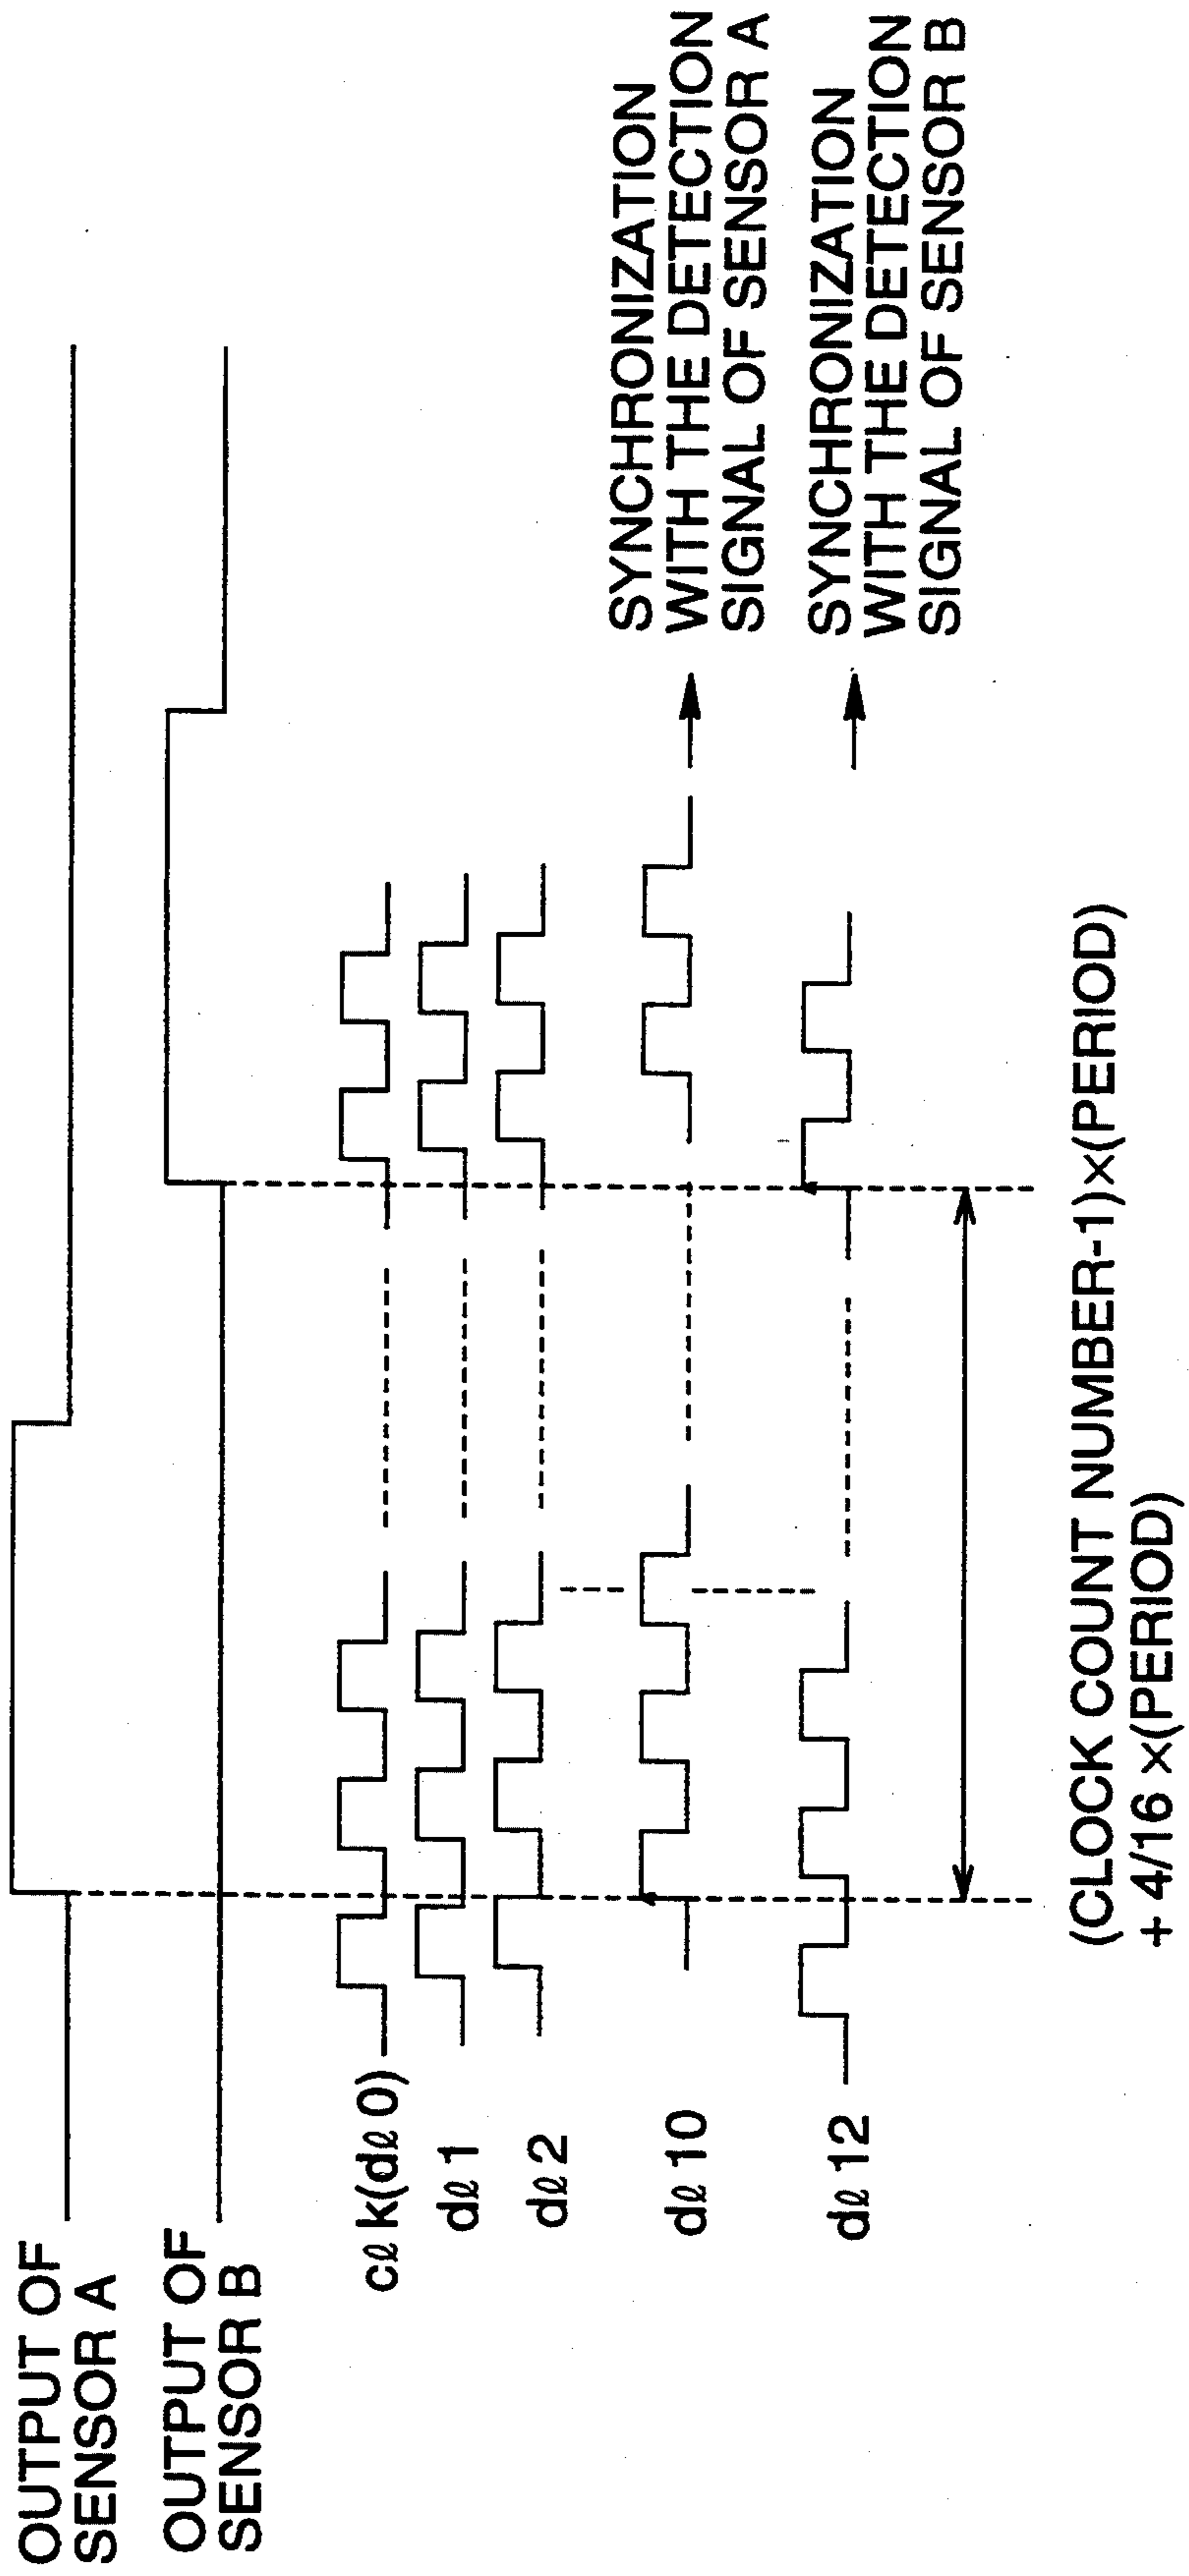 OUTPUT OF
SENSOR A
OUTPUT OF
SENSOR B
cℓk(dℓ0)
dℓ1
dℓ2
dℓ10
dℓ12
SYNCHRONIZATION
WITH THE DETECTION
SIGNAL OF SENSOR A
SYNCHRONIZATION
WITH THE DETECTION
SIGNAL OF SENSOR B
(CLOCK COUNT NUMBER-1)×(PERIOD)
+ 4/16 ×(PERIOD)